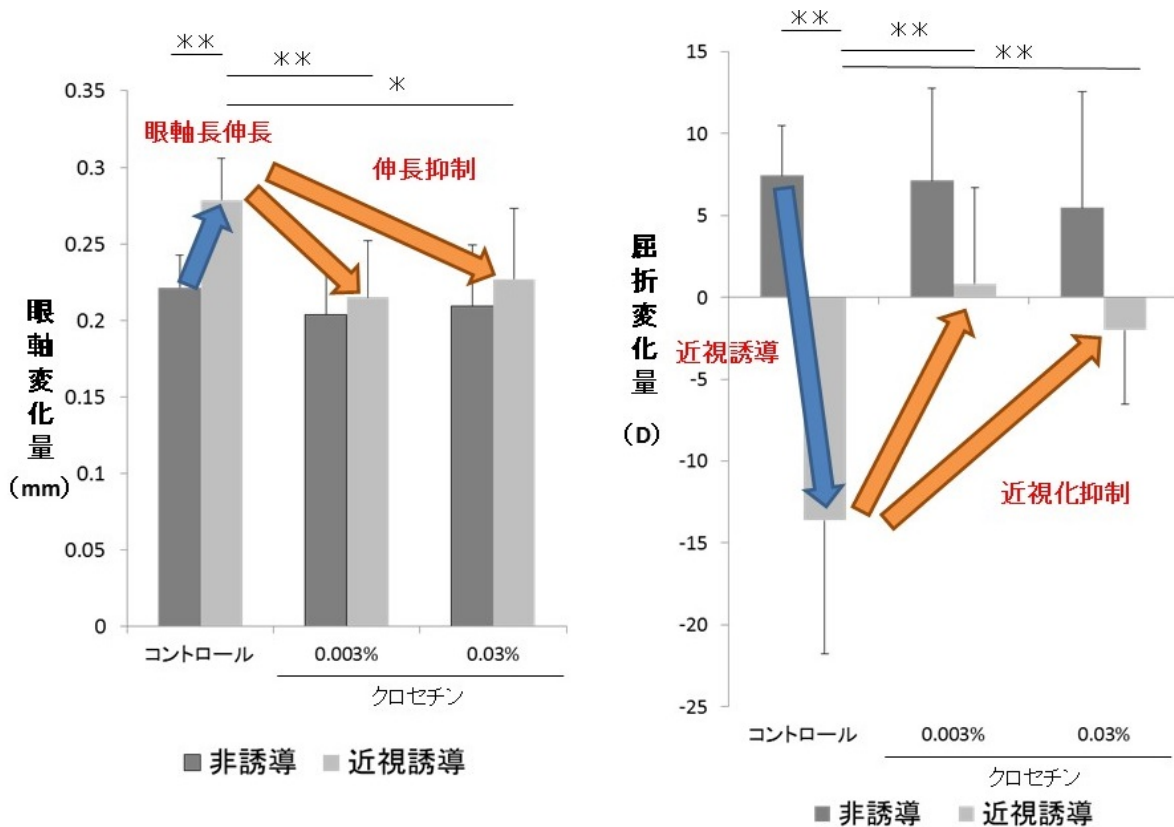 **
**
*
0.35
0.3
0.25
0.2
0.15
0.1
0.05
0
眼軸変化量
（mm）
眼軸長伸長
伸長抑制
コントロール 0.003% 0.03%
クロセチン
■非誘導 ■近視誘導
**
**
**
15
10
5
0
-5
-10
-15
-20
-25
屈折変化量
（D）
近視誘導
近視化抑制
コントロール 0.003% 0.03%
クロセチン
■非誘導 ■近視誘導